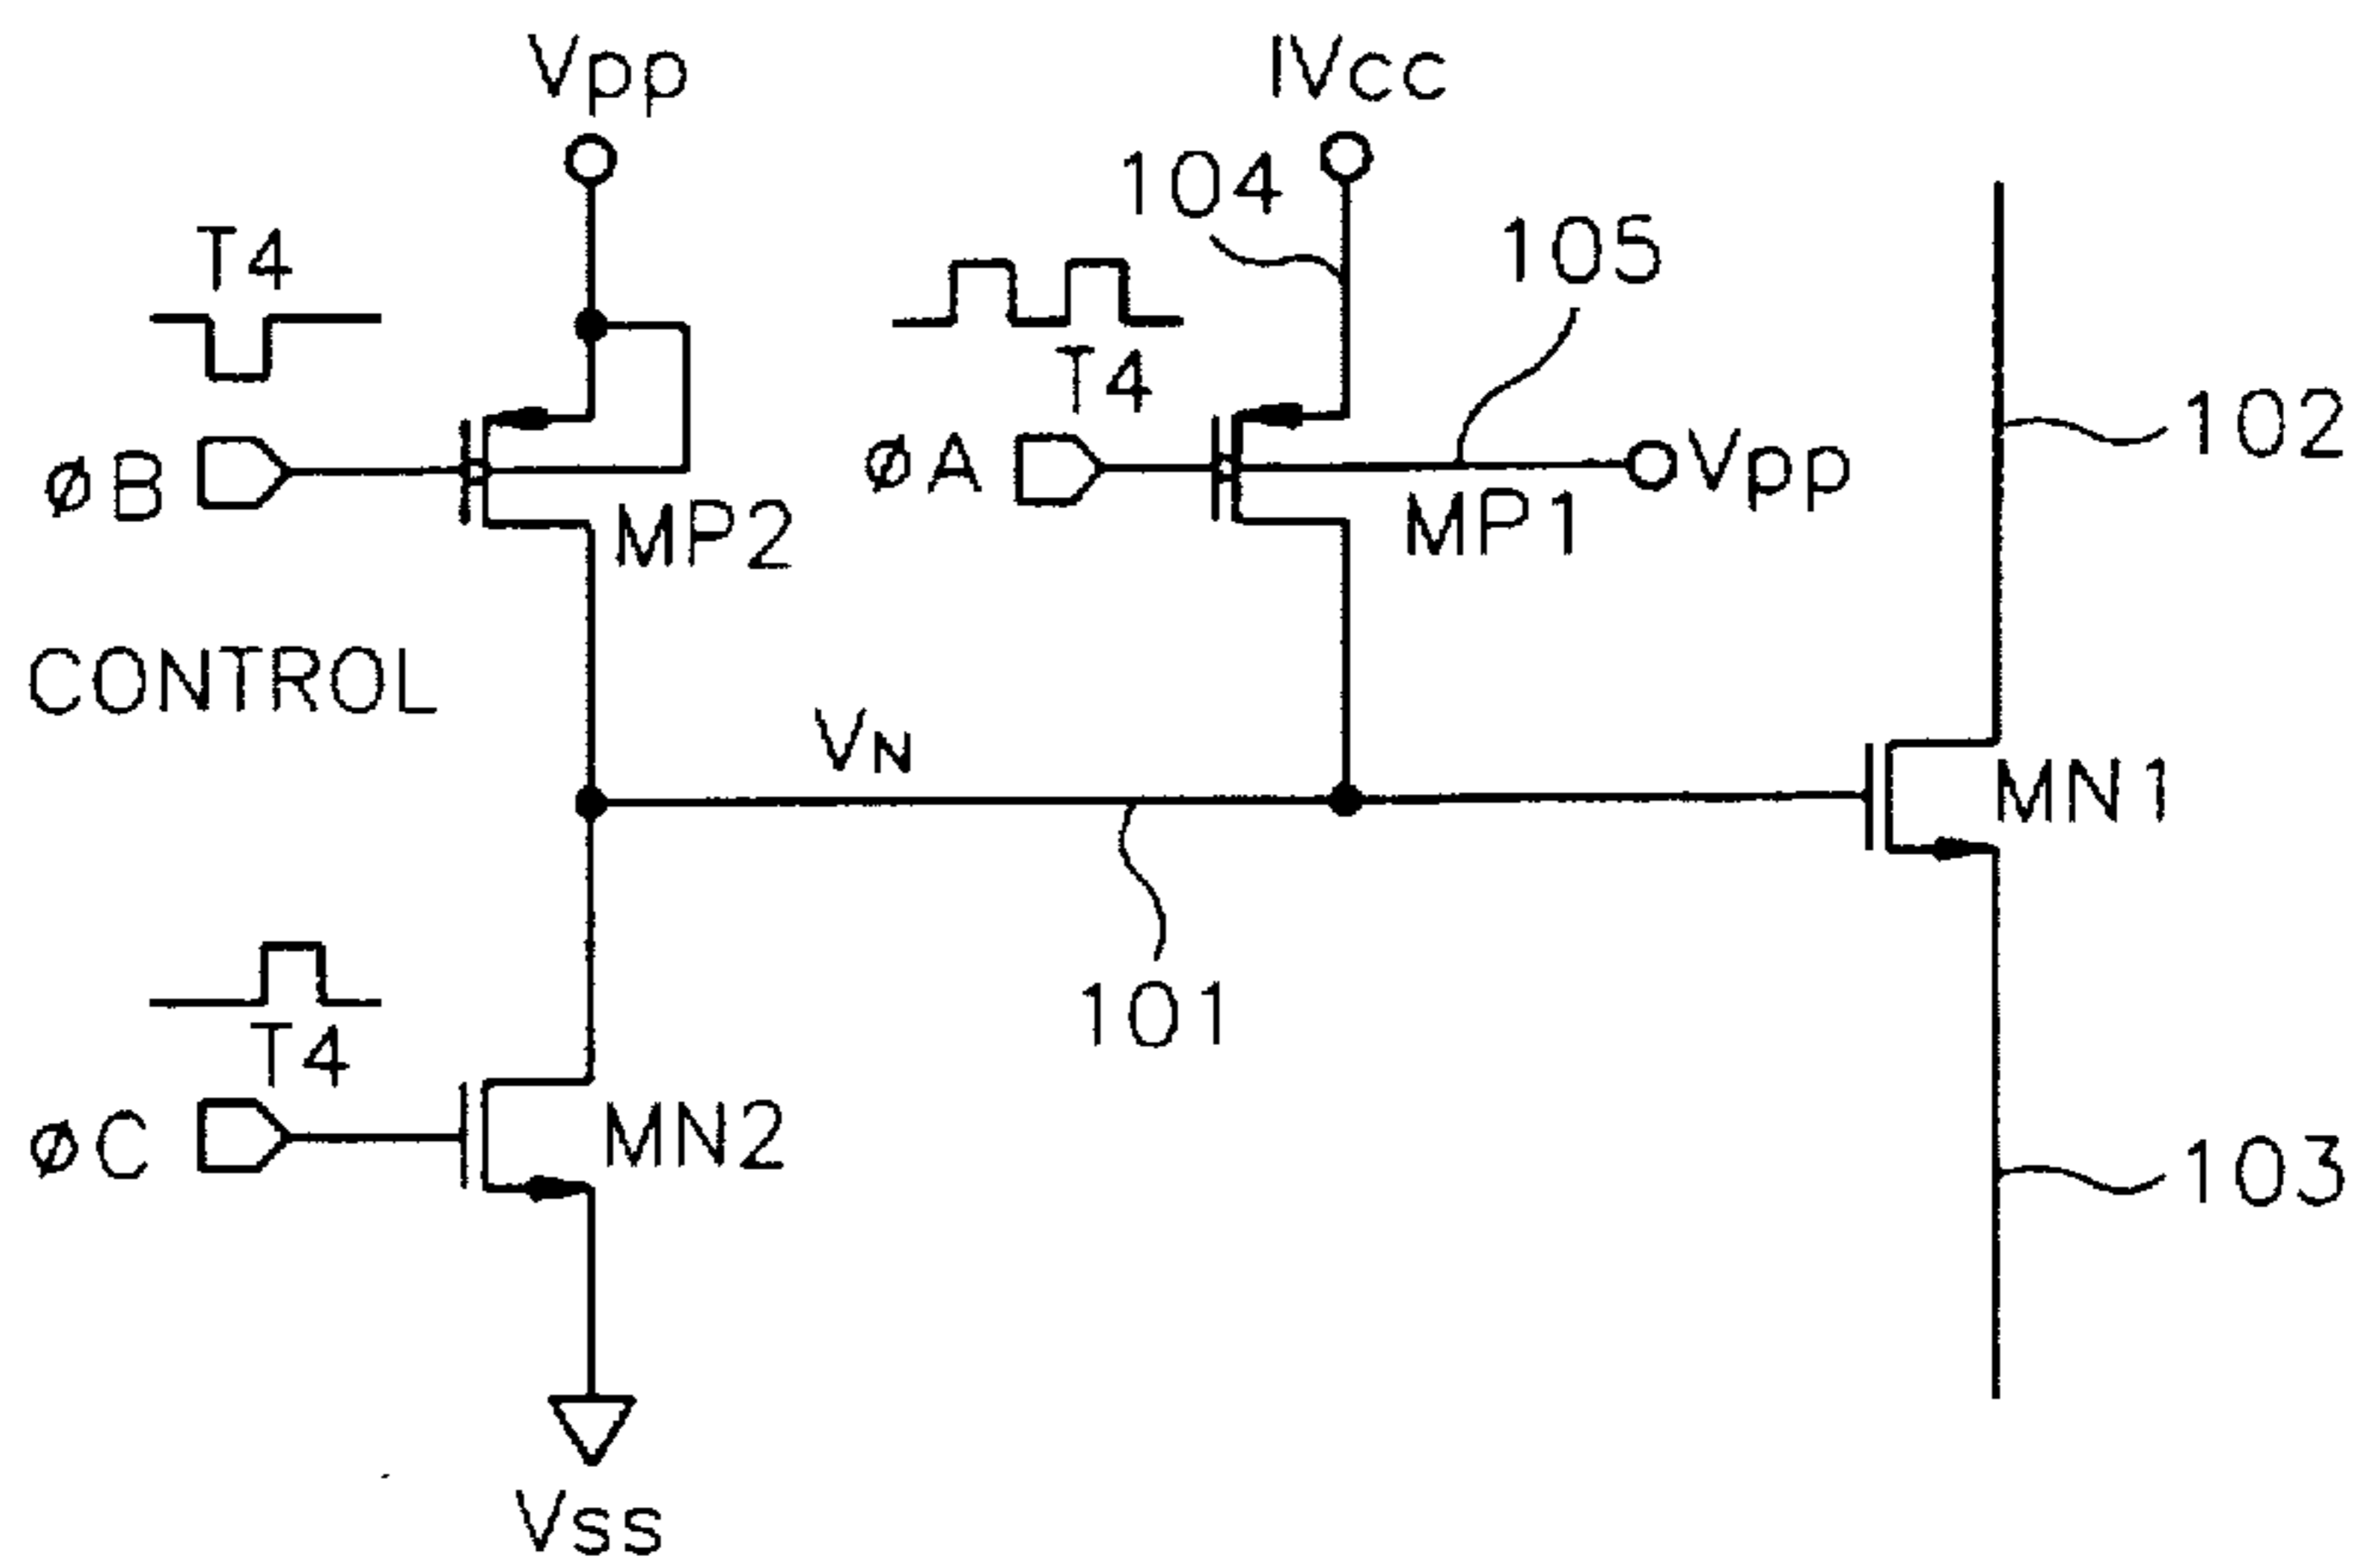 Vpp
IVcc
104
105
T4
T4
102
øB
øA
Vpp
MP2
MP1
CONTROL
VN
MN1
101
T4
øC
MN2
103
Vss